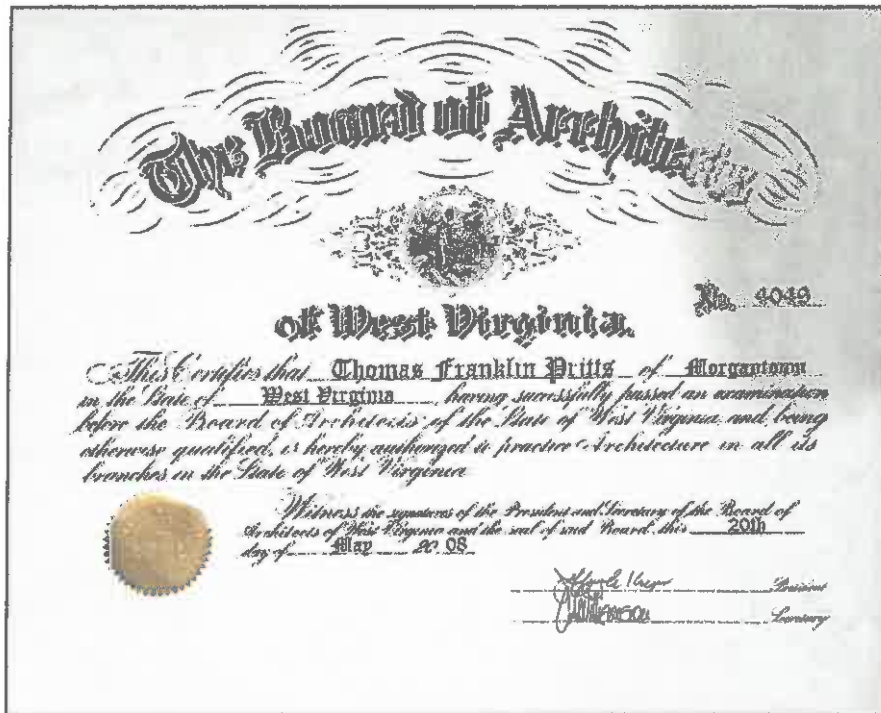 The Board of Architects
of West Virginia.
No. 4049
This Certifies that Thomas Franklin Pritts of Morgantown
in the State of West Virginia having successfully passed an examination
before the Board of Architects of the State of West Virginia and being
otherwise qualified, is hereby authorized to practice Architecture in all its
branches in the State of West Virginia
Witness the signatures of the President and Secretary of the Board of
Architects of West Virginia and the seal of said Board, this 20th
day of May 2008
President
Secretary